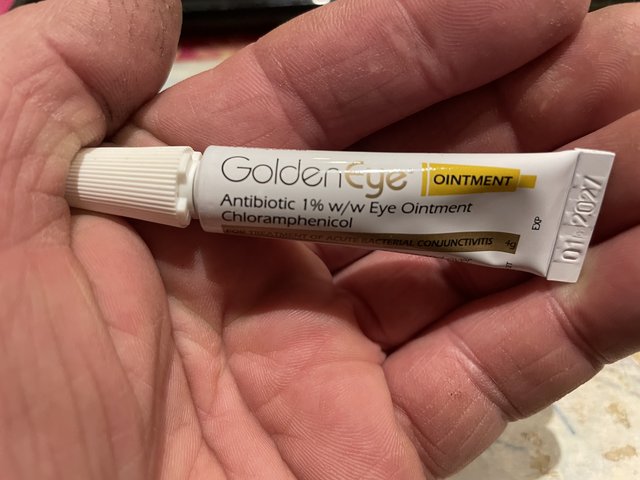 GoldenEye
OINTMENT
Antibiotic 1% w/w Eye Ointment
Chloramphenicol
FOR TREATMENT OF ACUTE BACTERIAL CONJUNCTIVITIS
4g
EXP
01 2027